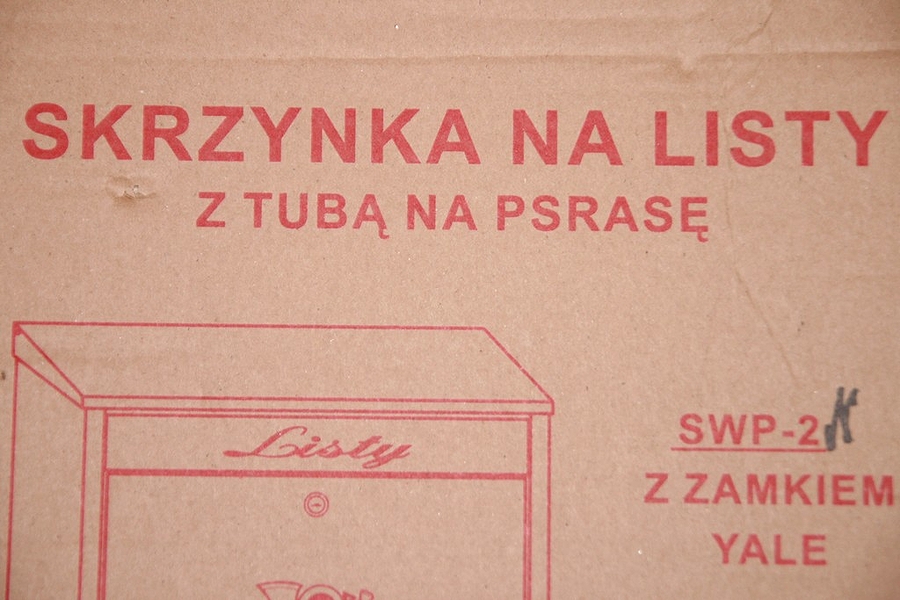 SKRZYNKA NA LISTY
Z TUBĄ NA PSRASĘ
Listy
SWP-2K
Z ZAMKIEM
YALE